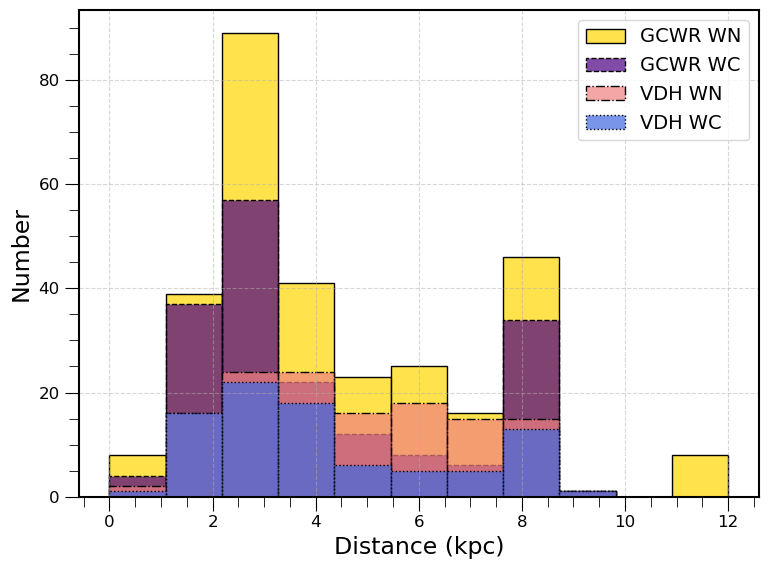 GCWR WN
GCWR WC
VDH WN
VDH WC
80
60
40
20
0
Number
0 2 4 6 8 10 12
Distance (kpc)